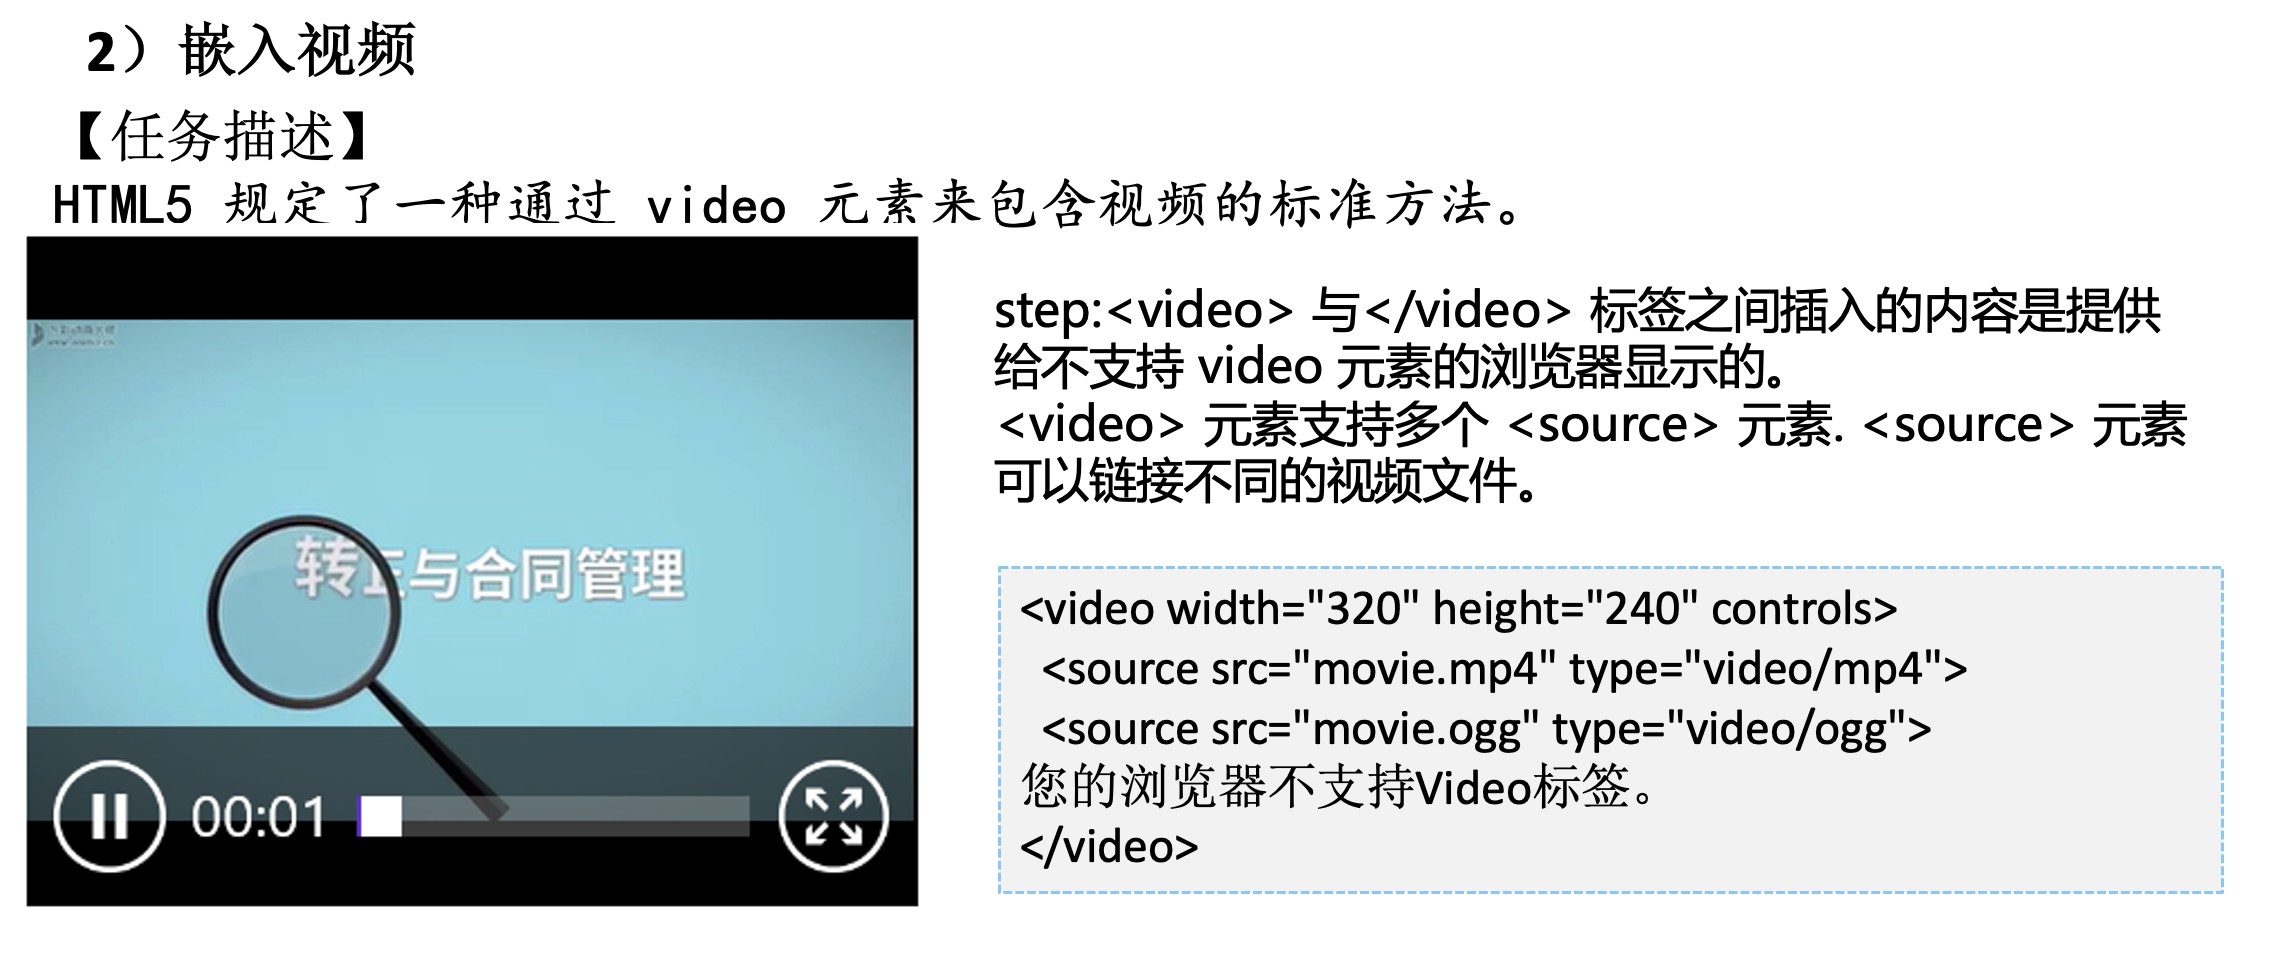 2）嵌入视频
【任务描述】
HTML5 规定了一种通过 video 元素来包含视频的标准方法。
step:<video> 与</video> 标签之间插入的内容是提供
给不支持 video 元素的浏览器显示的。
<video> 元素支持多个 <source> 元素. <source> 元素
可以链接不同的视频文件。
转正与合同管理
00:01
<video width="320" height="240" controls>
<source src="movie.mp4" type="video/mp4">
<source src="movie.ogg" type="video/ogg">
您的浏览器不支持Video标签。
</video>